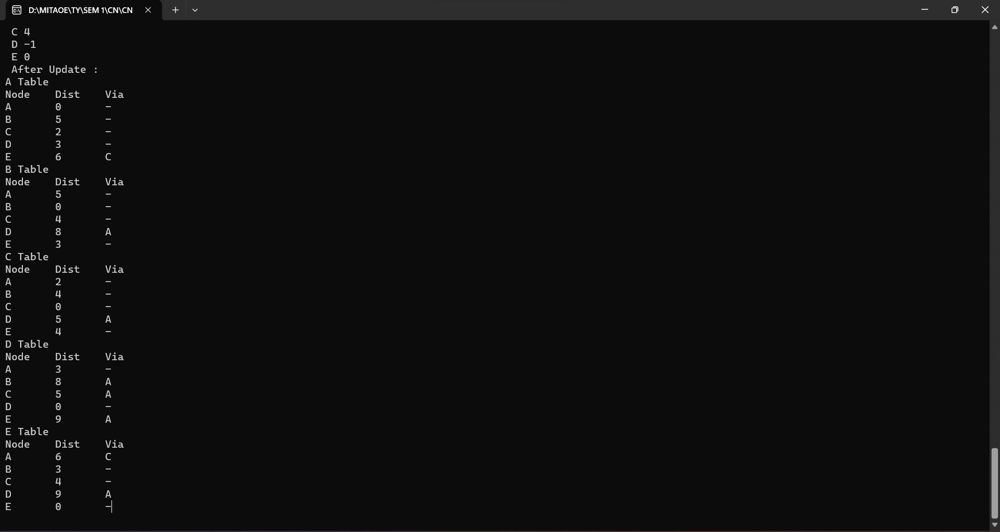 D:\MITAOE\TY\SEM 1\CN\CN
C 4
D -1
E 0
After Update :
A Table
Node Dist Via
A 0 -
B 5 -
C 2 -
D 3 -
E 6 C
B Table
Node Dist Via
A 5 -
B 0 -
C 4 -
D 8 A
E 3 -
C Table
Node Dist Via
A 2 -
B 4 -
C 0 -
D 5 A
E 4 -
D Table
Node Dist Via
A 3 -
B 8 A
C 5 A
D 0 -
E 9 A
E Table
Node Dist Via
A 6 C
B 3 -
C 4 -
D 9 A
E 0 -